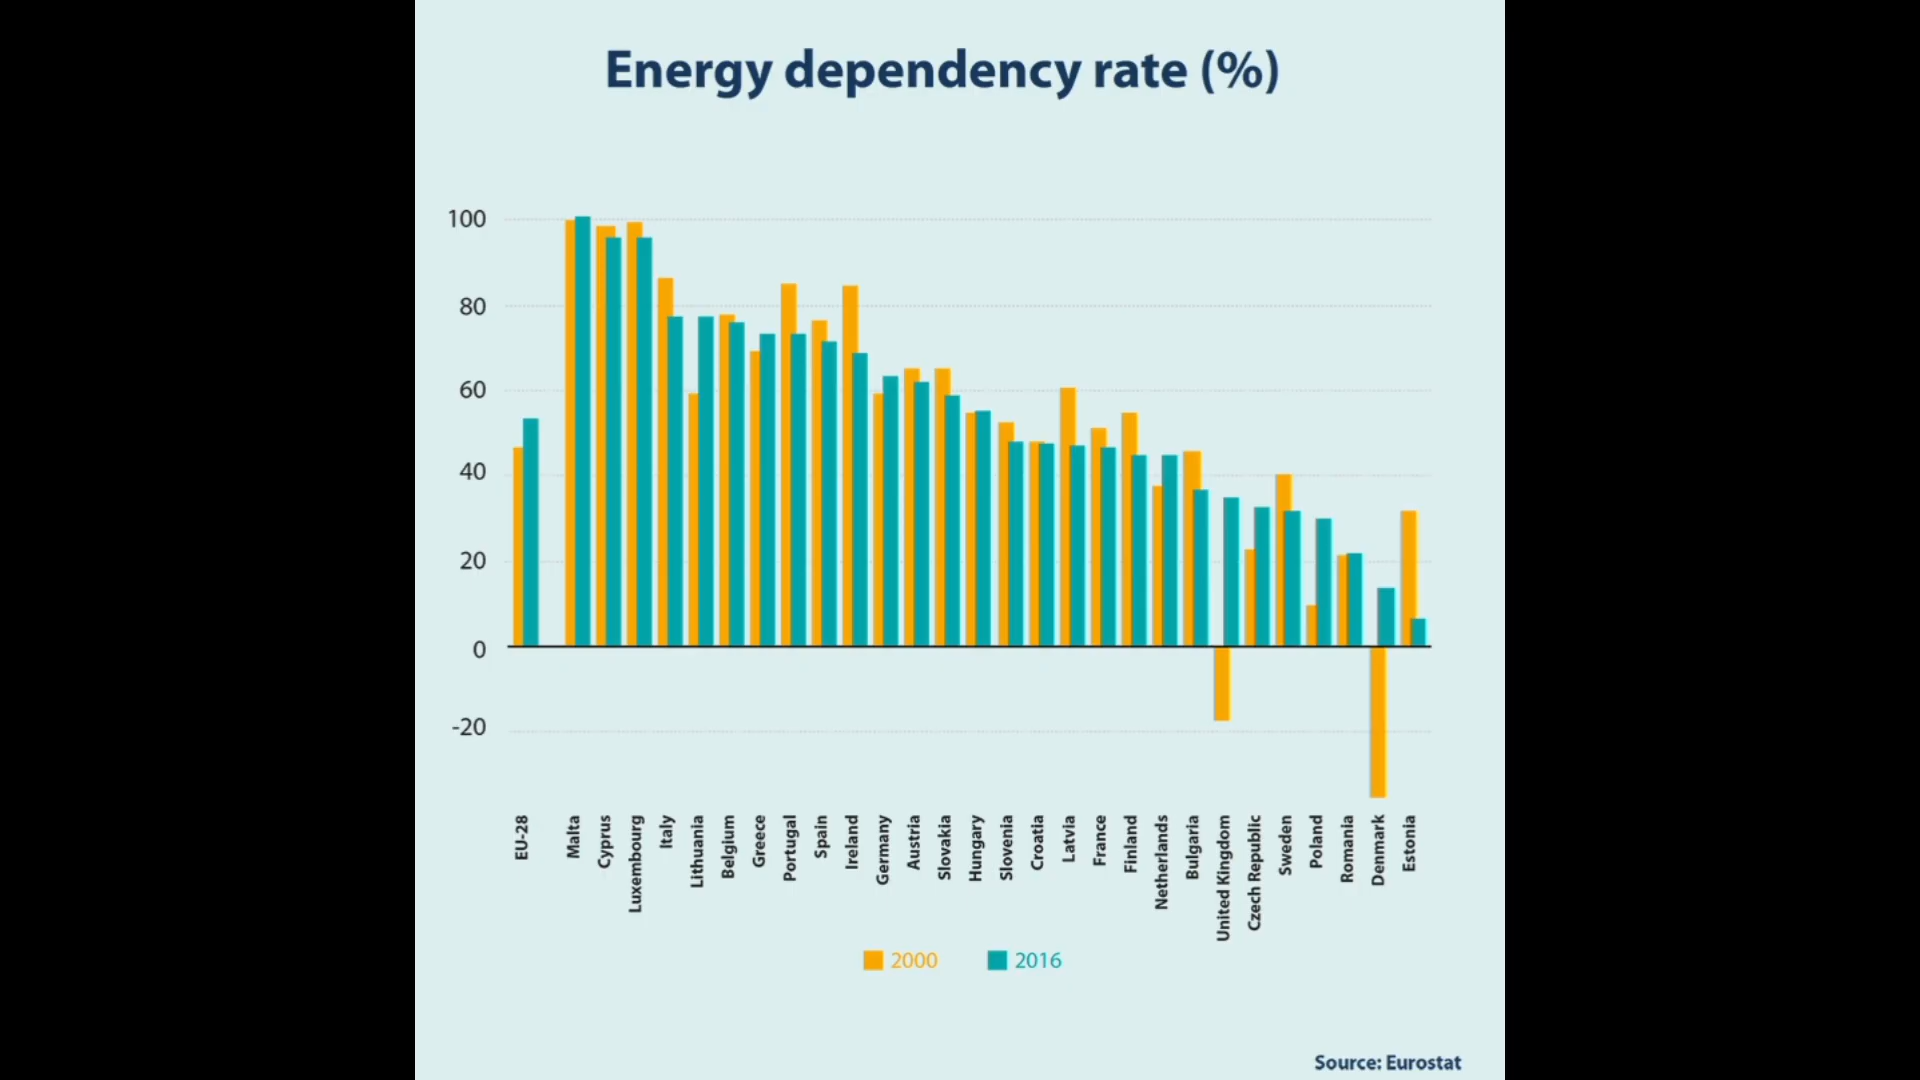 Energy dependency rate (%)
100
80
60
40
20
0
-20
EU-28
Malta
Cyprus
Luxembourg
Italy
Lithuania
Belgium
Greece
Portugal
Spain
Ireland
Germany
Austria
Slovakia
Hungary
Slovenia
Croatia
Latvia
France
Finland
Netherlands
Bulgaria
United Kingdom
Czech Republic
Sweden
Poland
Romania
Denmark
Estonia
2000 2016
Source: Eurostat